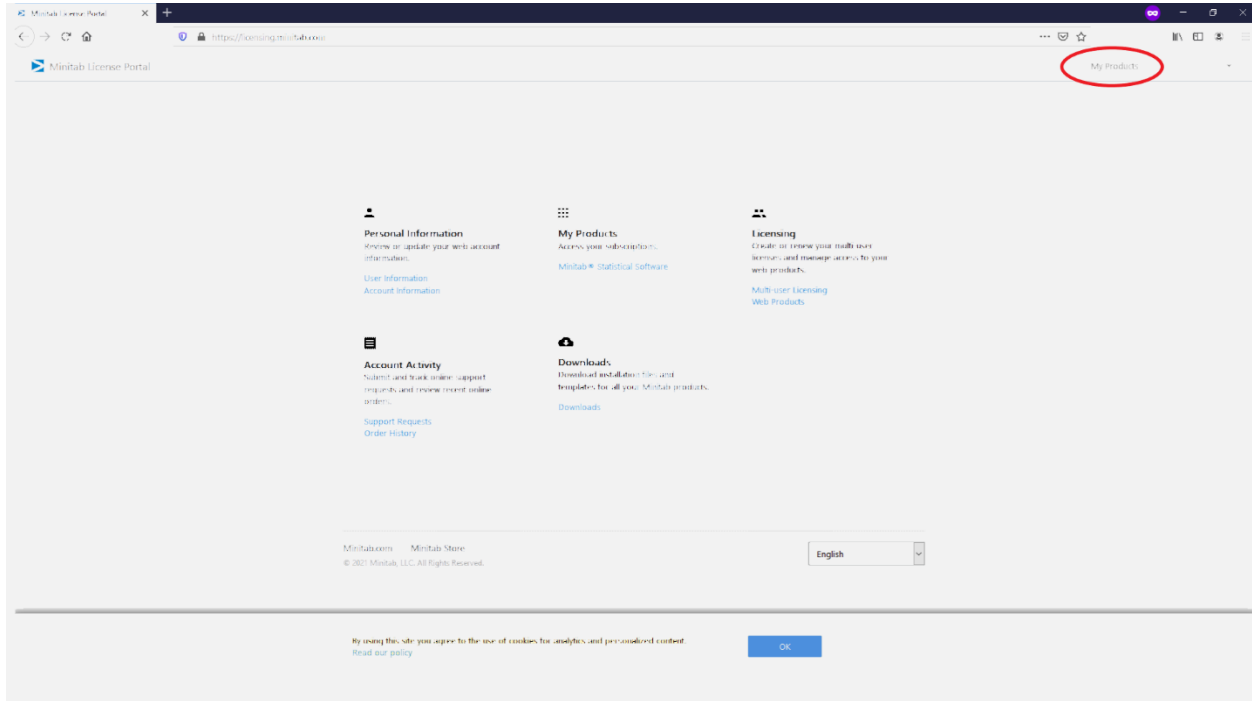 Minitab License Portal
https://licensing.minitab.com
Minitab License Portal
My Products
Personal Information
Review or update your web account
information.
User Information
Account Information
My Products
Access your subscriptions.
Minitab® Statistical Software
Licensing
Create or renew your multi-user
licenses and manage access to your
web products.
Multi-user Licensing
Web Products
Account Activity
Submit and track online support
requests and review recent online
orders.
Support Requests
Order History
Downloads
Download installation files and
templates for all your Minitab products.
Downloads
Minitab.com Minitab Store
© 2021 Minitab, LLC. All Rights Reserved.
English
By using this site you agree to the use of cookies for analytics and personalized content.
Read our policy
OK